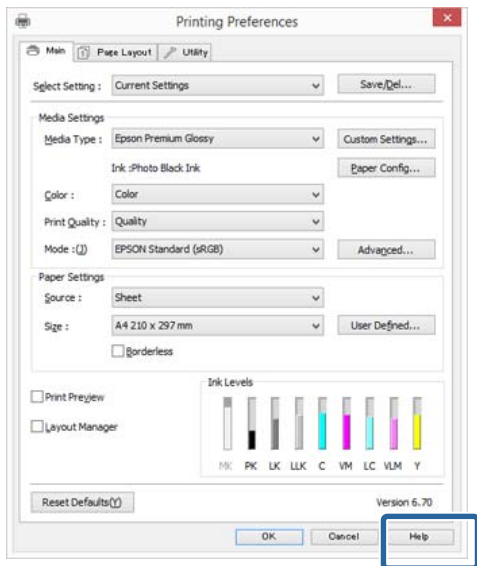 Printing Preferences
Main Page Layout Utility
Select Setting : Current Settings Save/Del...
Media Settings
Media Type : Epson Premium Glossy Custom Settings...
Ink :Photo Black Ink Paper Config...
Color : Color
Print Quality : Quality
Mode :(J) EPSON Standard (sRGB) Advanced...
Paper Settings
Source : Sheet
Size : A4 210 x 297 mm User Defined...
Borderless
Ink Levels
Print Preview
Layout Manager
MK PK LK LLK C VM LC VLM Y
Reset Defaults(Y) Version 6.70
OK Cancel Help